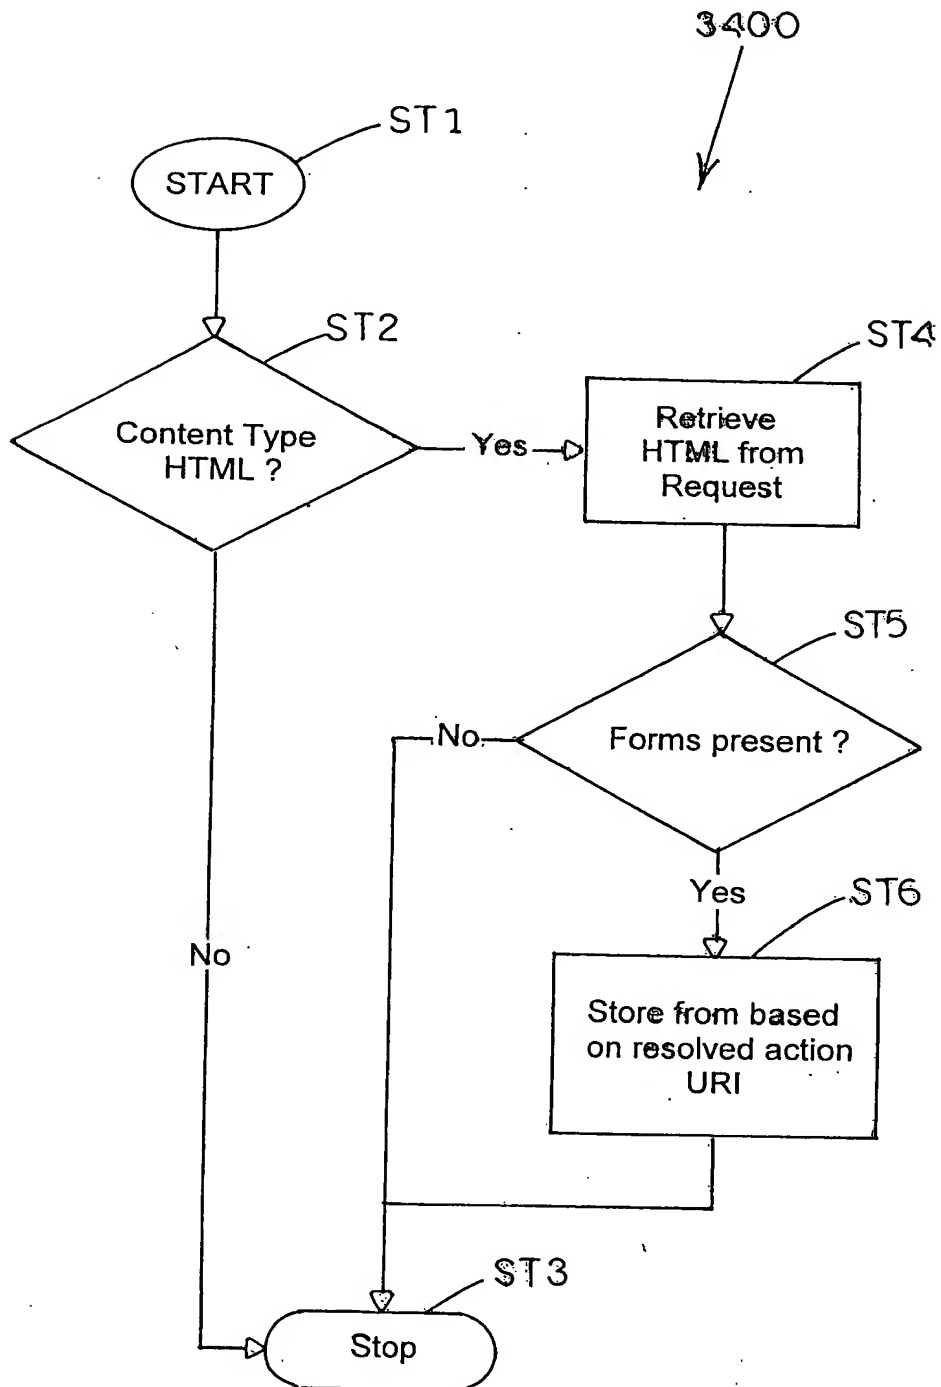 3400
ST1
START
ST2
Content Type
HTML ?
Yes
ST4
Retrieve
HTML from
Request
ST5
Forms present ?
No
Yes
ST6
Store from based
on resolved action
URI
No
ST3
Stop